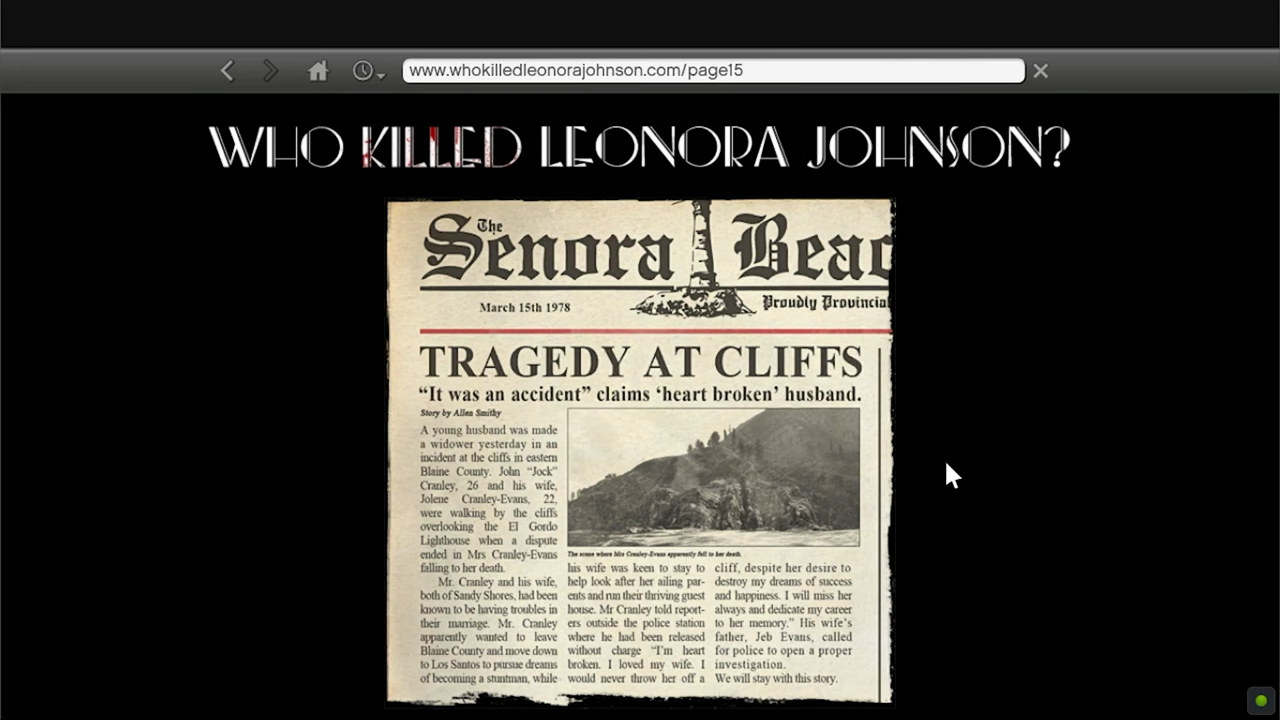 www.whokilledleonorajohnson.com/page15
WHO KILLED LEONORA JOHNSON?
The
Senora Beac
March 15th 1978
Proudly Provincial
TRAGEDY AT CLIFFS
“It was an accident” claims ‘heart broken’ husband.
Story by Allen Smithy
A young husband was made
a widower yesterday in an
incident at the cliffs in eastern
Blaine County. John “Jock”
Cranley, 26 and his wife,
Jolene Cranley-Evans, 22,
were walking by the cliffs
overlooking the El Gordo
Lighthouse when a dispute
ended in Mrs Cranley-Evans
falling to her death.
Mr. Cranley and his wife,
both of Sandy Shores, had been
known to be having troubles in
their marriage. Mr. Cranley
apparently wanted to leave
Blaine County and move down
to Los Santos to pursue dreams
of becoming a stuntman, while
The scene where Mrs Cranley-Evans apparently fell to her death.
his wife was keen to stay to
help look after her ailing par-
ents and run their thriving guest
house. Mr Cranley told report-
ers outside the police station
where he had been released
without charge “I’m heart
broken. I loved my wife. I
would never throw her off a
cliff, despite her desire to
destroy my dreams of success
and happiness. I will miss her
always and dedicate my career
to her memory.” His wife’s
father, Jeb Evans, called
for police to open a proper
investigation.
We will stay with this story.